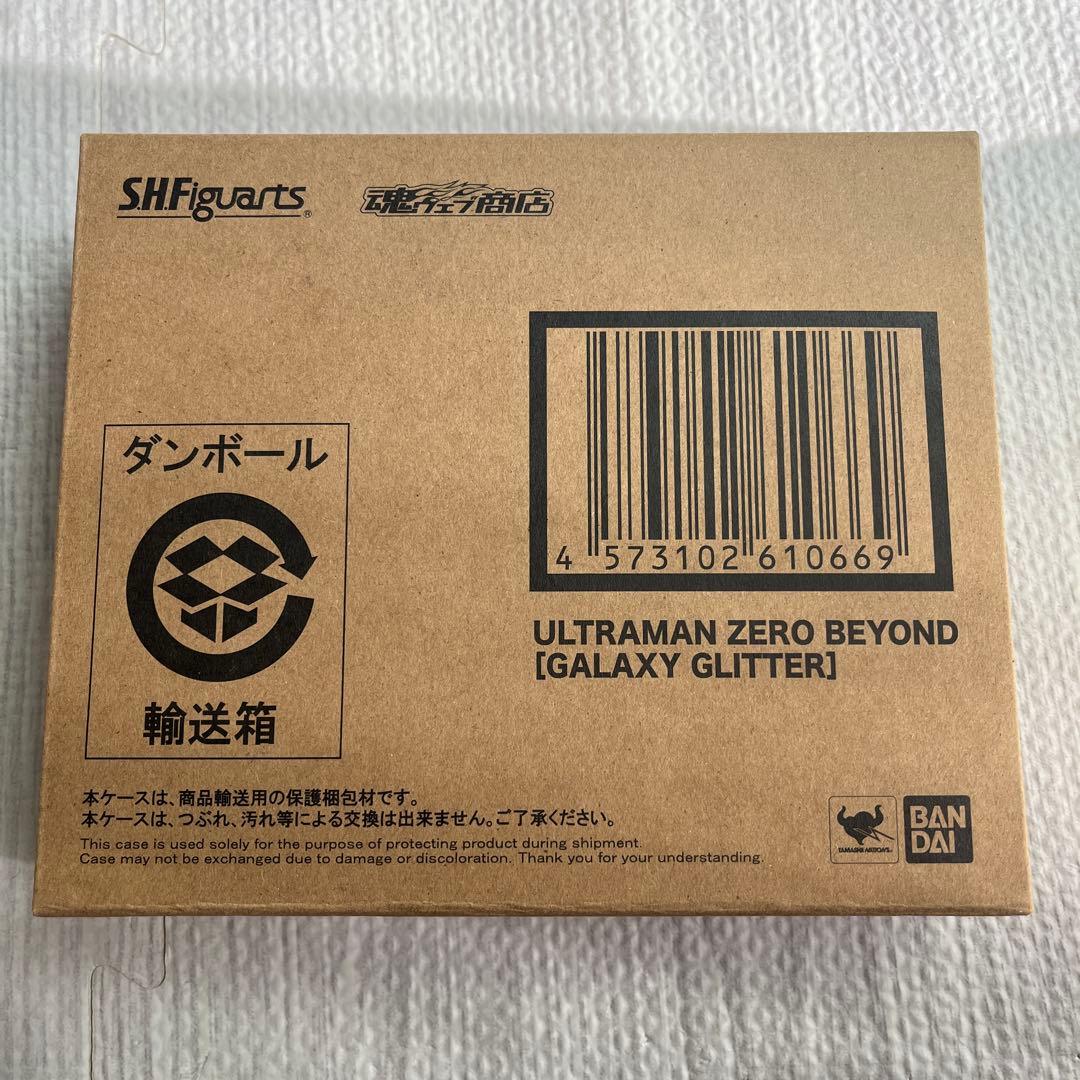 S.H.Figuarts®
魂ウェブ商店
4 573102 610669
ULTRAMAN ZERO BEYOND
[GALAXY GLITTER]
ダンボール
輸送箱
本ケースは、商品輸送用の保護梱包材です。
本ケースは、つぶれ、汚れ等による交換は出来ません。ご了承ください。
This case is used solely for the purpose of protecting product during shipment.
Case may not be exchanged due to damage or discoloration. Thank you for your understanding.
TAMASHII NATIONS
BAN
DAI